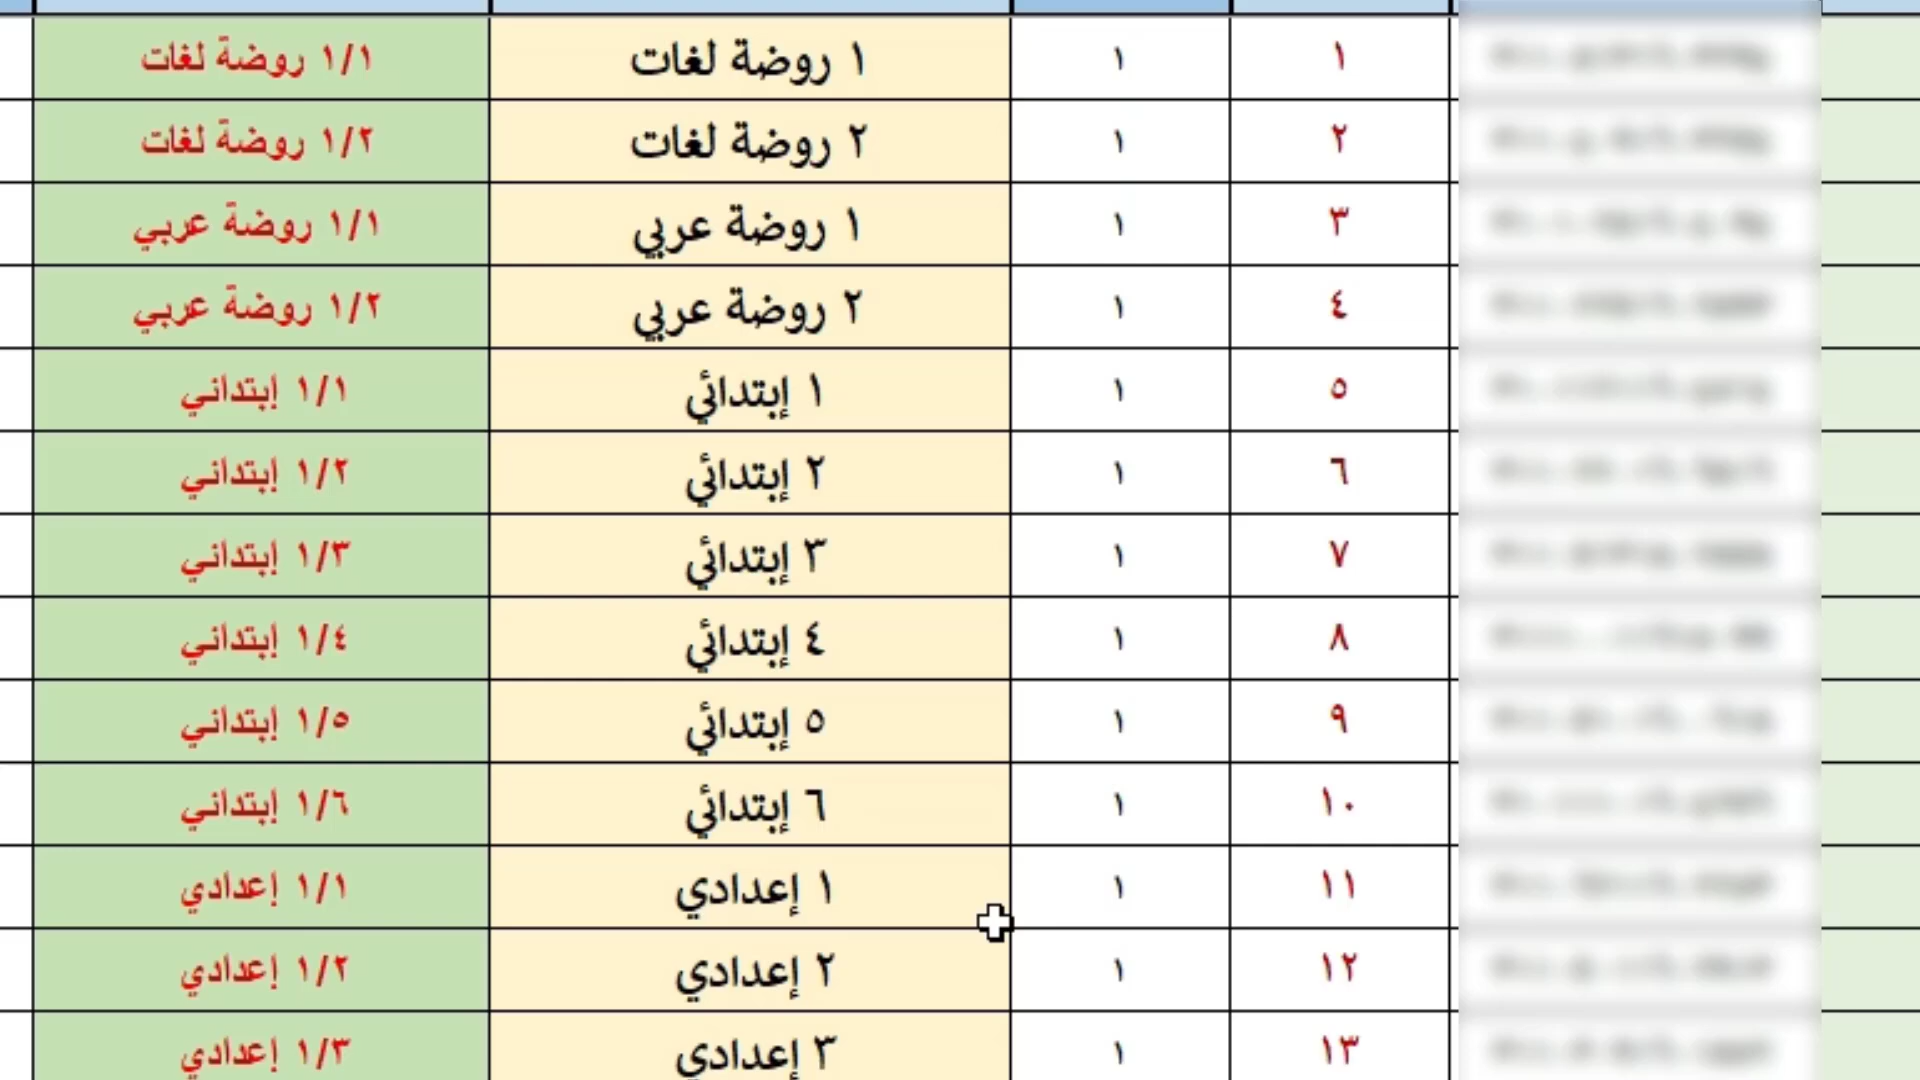 ١ ١ ١ روضة لغات ١/١ روضة لغات
٢ ١ ٢ روضة لغات ١/٢ روضة لغات
٣ ١ ١ روضة عربي ١/١ روضة عربي
٤ ١ ٢ روضة عربي ١/٢ روضة عربي
٥ ١ ١ إبتدائي ١/١ إبتدائي
٦ ١ ٢ إبتدائي ١/٢ إبتدائي
٧ ١ ٣ إبتدائي ١/٣ إبتدائي
٨ ١ ٤ إبتدائي ١/٤ إبتدائي
٩ ١ ٥ إبتدائي ١/٥ إبتدائي
١٠ ١ ٦ إبتدائي ١/٦ إبتدائي
١١ ١ ١ إعدادي ١/١ إعدادي
١٢ ١ ٢ إعدادي ١/٢ إعدادي
١٣ ١ ٣ إعدادي ١/٣ إعدادي